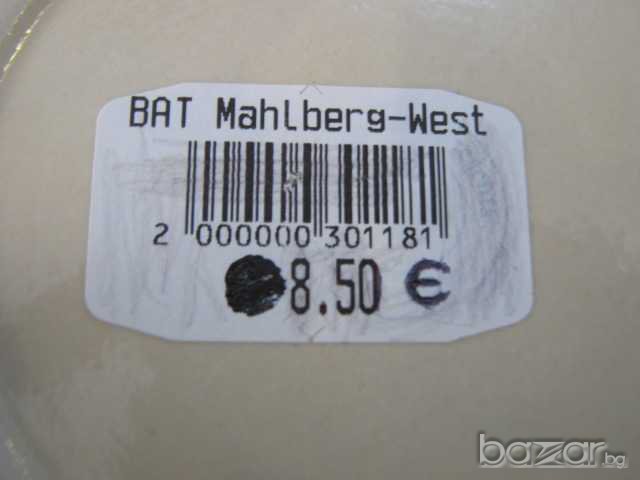 BAT Mahlberg-West
2 000000 301181
8.50 €
bazar.bg